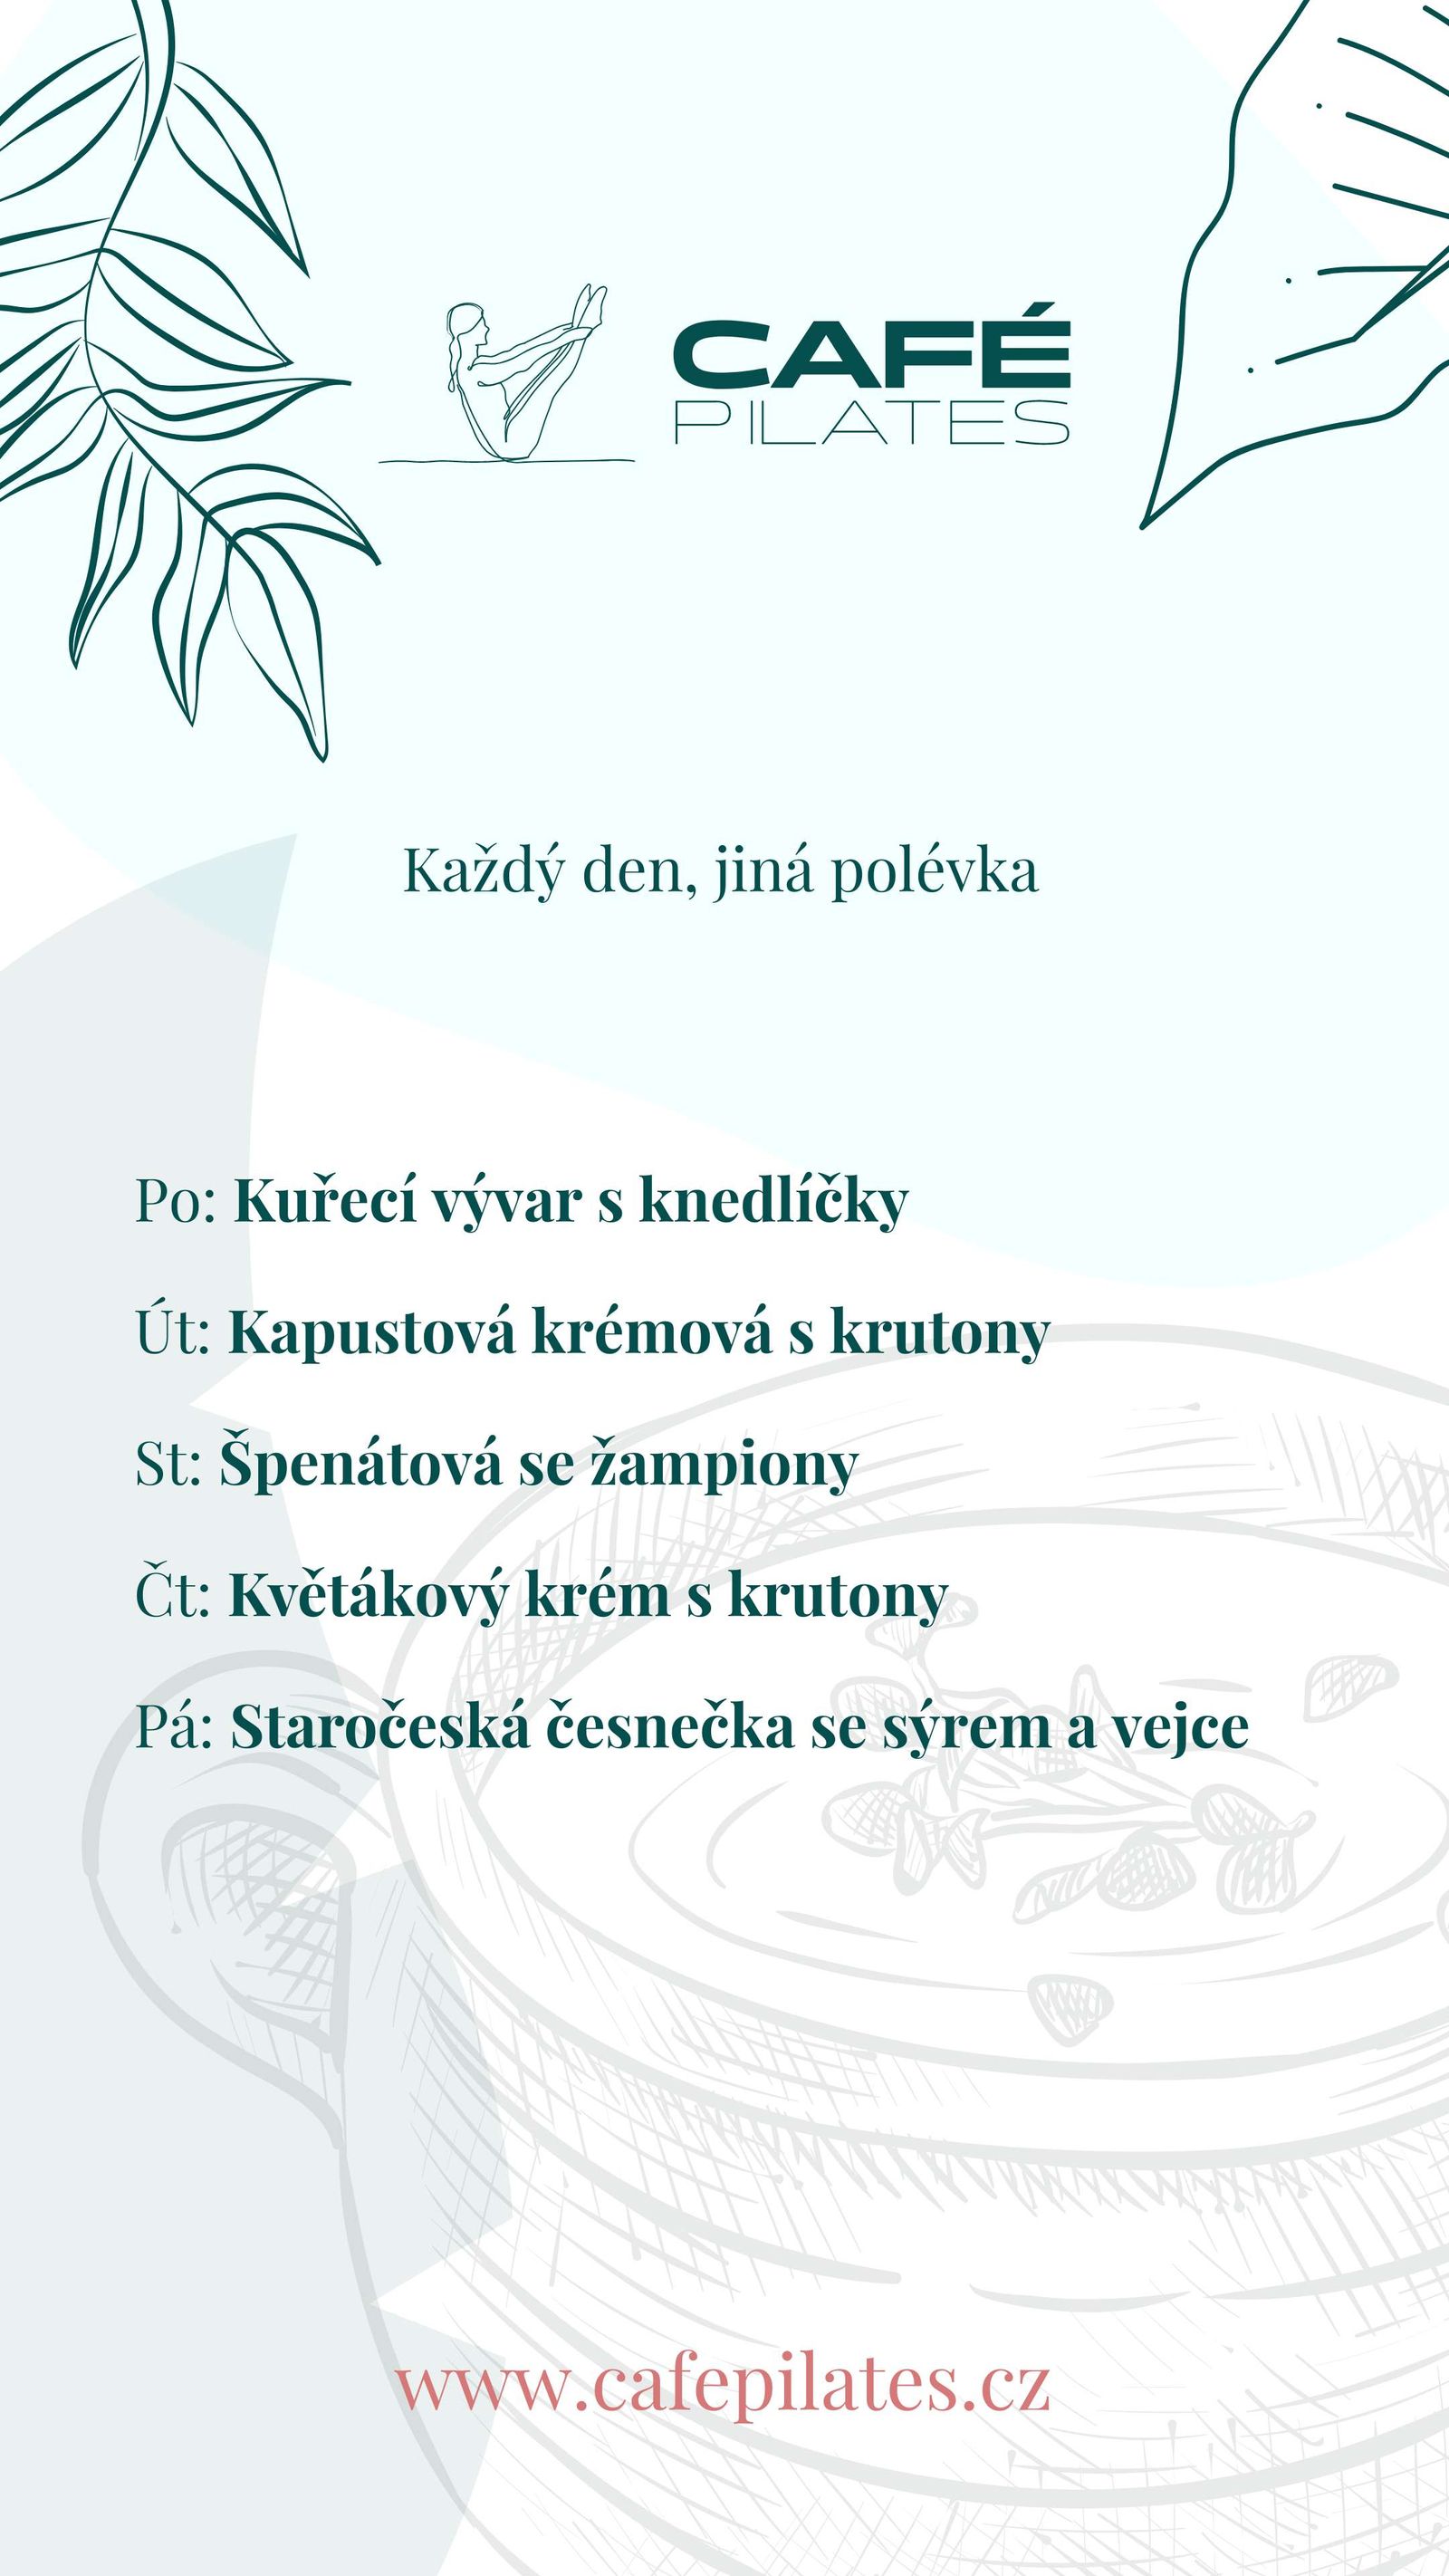 CAFÉ
PILATES
Každý den, jiná polévka
Po: Kuřecí vývar s knedlíčky
Út: Kapustová krémová s krutony
St: Špenátová se žampiony
Čt: Květákový krém s krutony
Pá: Staročeská česnečka se sýrem a vejce
www.cafepilates.cz